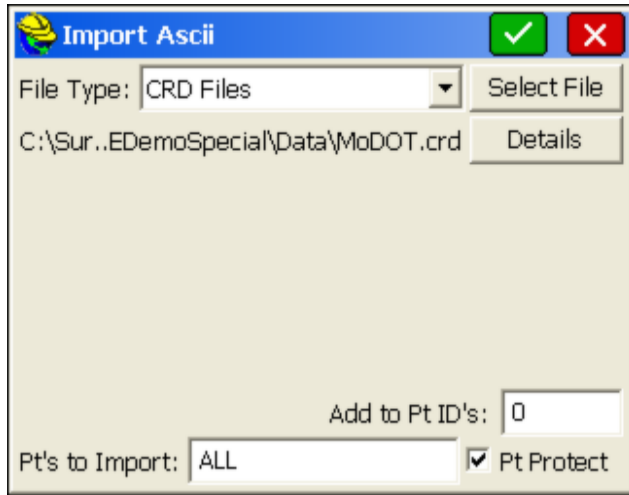 Import Ascii
File Type: CRD Files Select File
C:\Sur..EDemoSpecial\Data\MoDOT.crd Details
Add to Pt ID's: 0
Pt's to Import: ALL Pt Protect